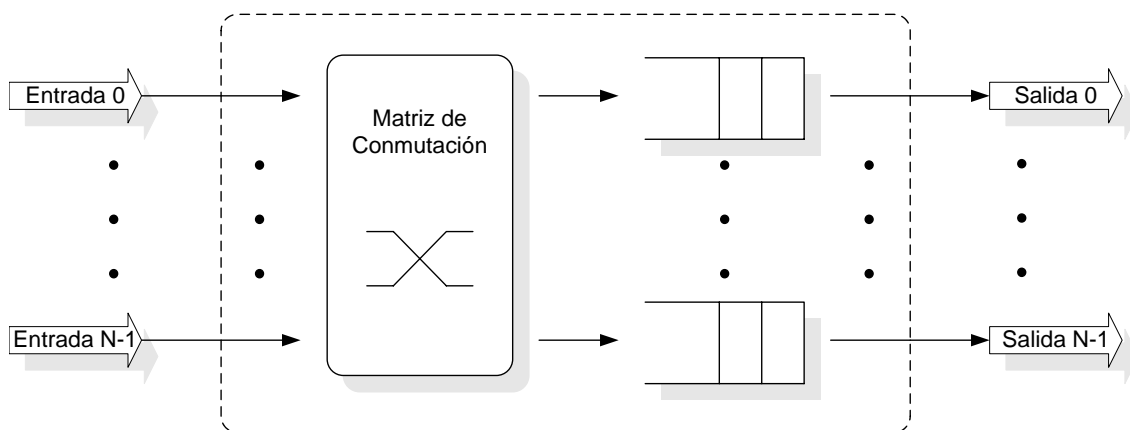 Entrada 0
Matriz de
Conmutación
Salida 0
Entrada N-1
Salida N-1